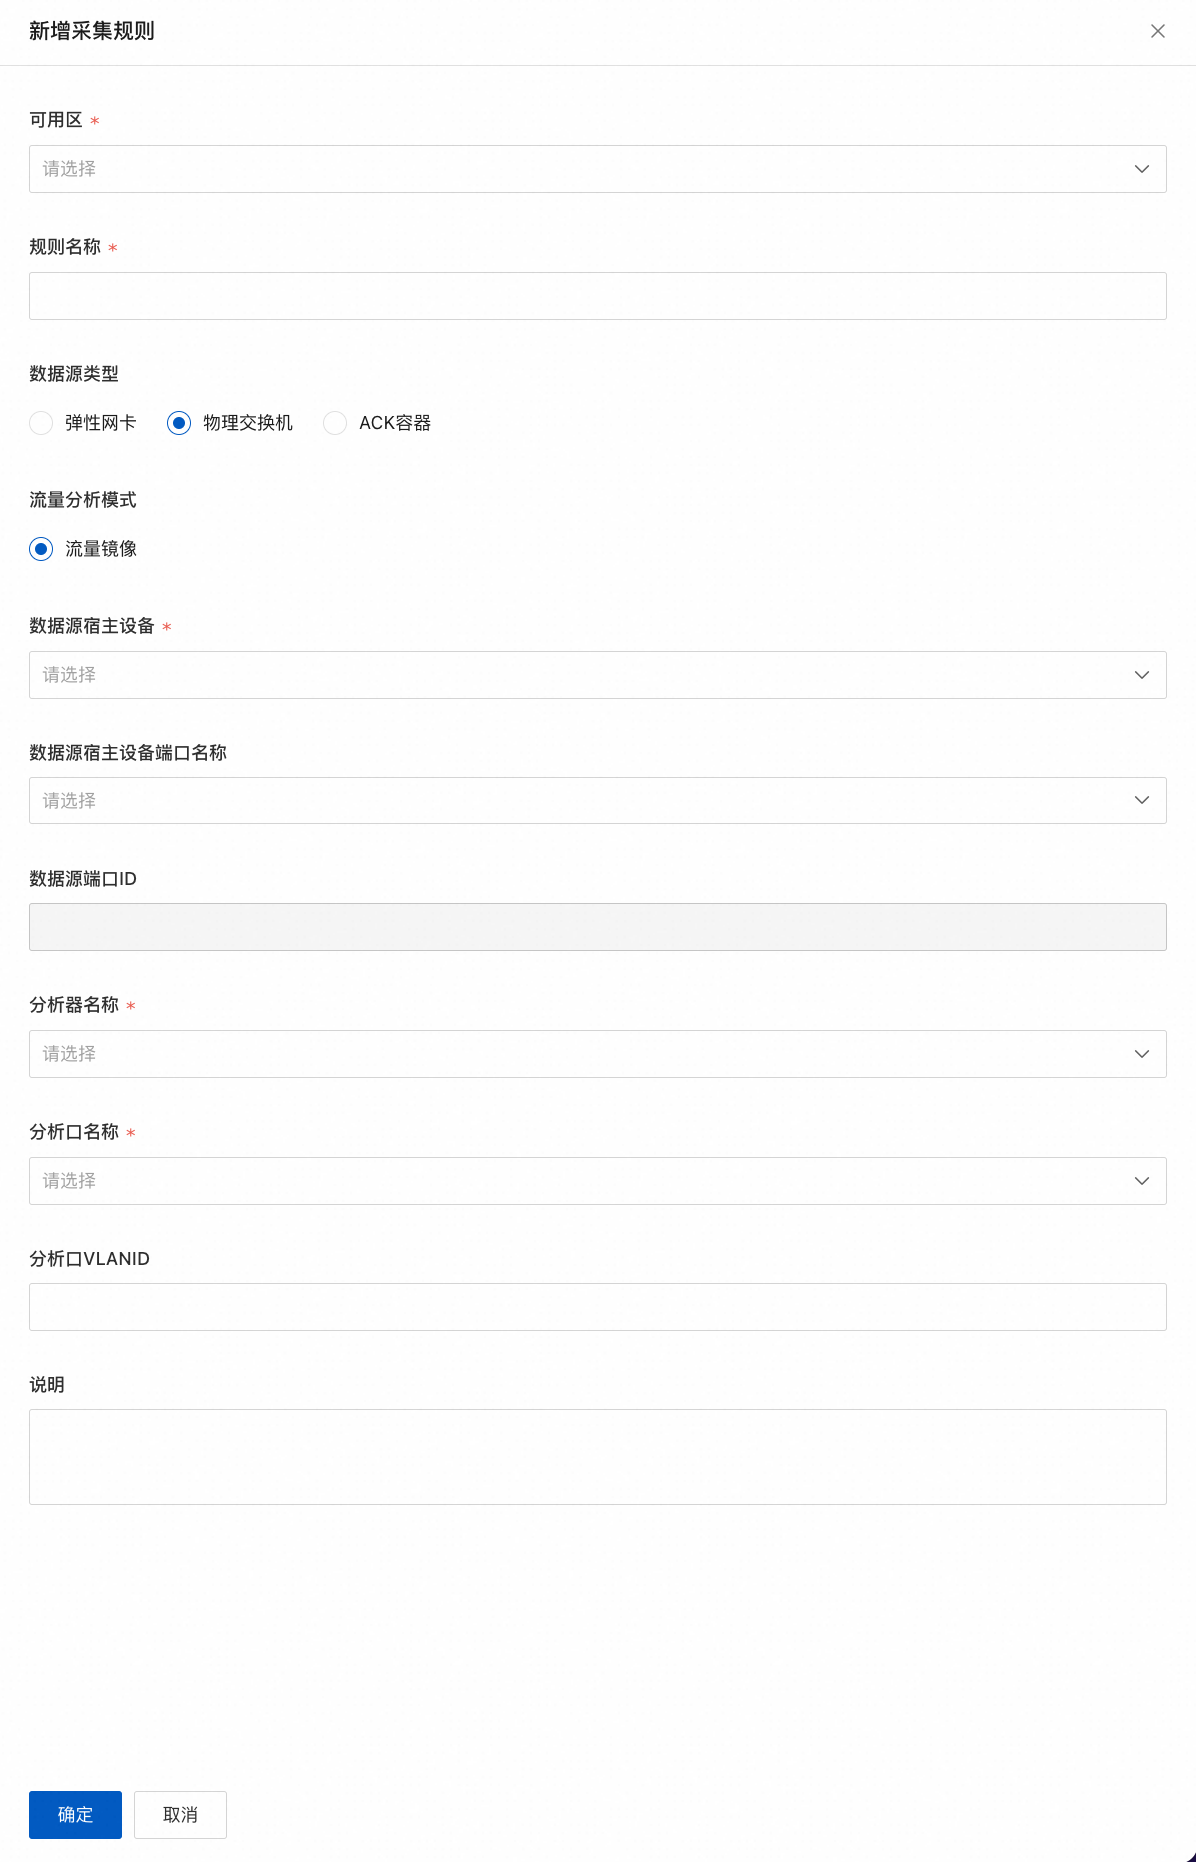 新增采集规则
可用区 *
请选择
规则名称 *
数据源类型
弹性网卡 物理交换机 ACK容器
流量分析模式
流量镜像
数据源宿主设备 *
请选择
数据源宿主设备端口名称
请选择
数据源端口ID
分析器名称 *
请选择
分析口名称 *
请选择
分析口VLANID
说明
确定 取消